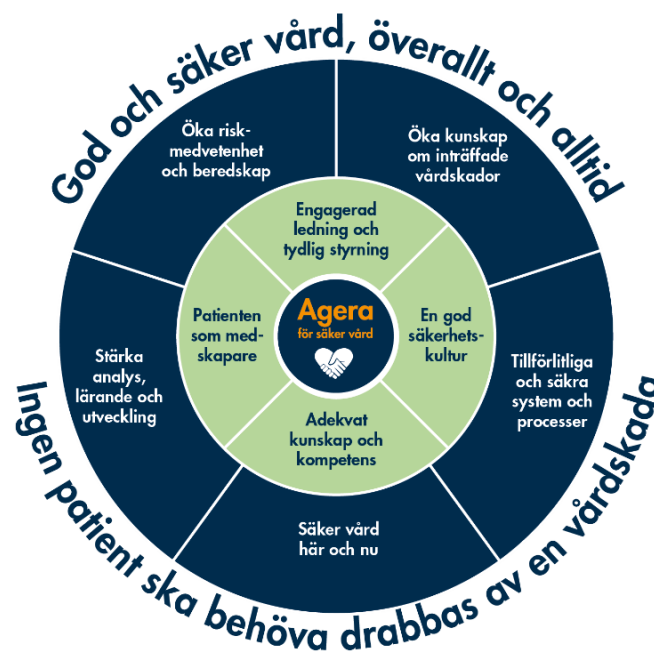 God och säker vård, överallt och alltid
Öka risk-
medvetenhet
och beredskap
Öka kunskap
om inträffade
vårdskador
Engagerad
ledning och
tydlig styrning
Patienten
som med-
skapare
Agera
för säker vård
En god
säkerhets-
kultur
Stärka
analys,
lärande och
utveckling
Tillförlitliga
och säkra
system och
processer
Adekvat
kunskap och
kompetens
Säker vård
här och nu
Ingen patient ska behöva drabbas av en vårdskada